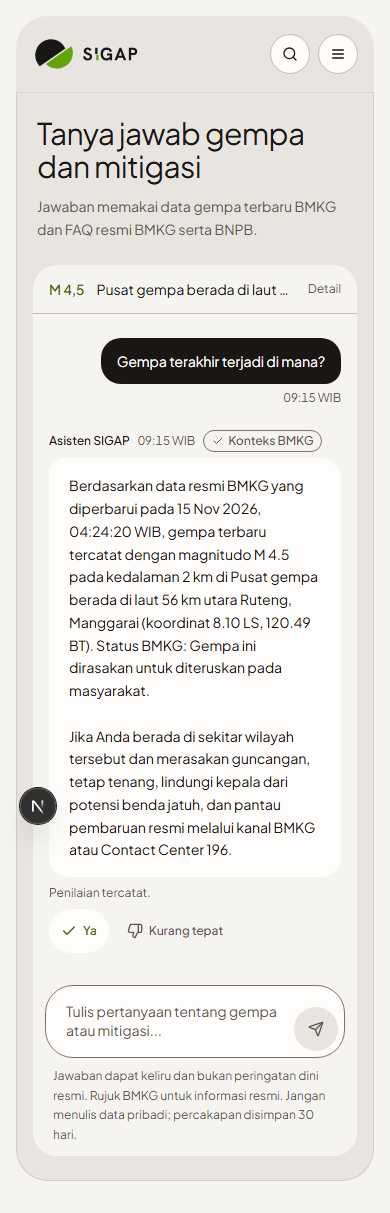 SIGAP
Tanya jawab gempa
dan mitigasi
Jawaban memakai data gempa terbaru BMKG
dan FAQ resmi BMKG serta BNPB.
M 4,5 Pusat gempa berada di laut ... Detail
Gempa terakhir terjadi di mana?
09:15 WIB
Asisten SIGAP 09:15 WIB Konteks BMKG
Berdasarkan data resmi BMKG yang
diperbarui pada 15 Nov 2026,
04:24:20 WIB, gempa terbaru
tercatat dengan magnitudo M 4.5
pada kedalaman 2 km di Pusat gempa
berada di laut 56 km utara Ruteng,
Manggarai (koordinat 8.10 LS, 120.49
BT). Status BMKG: Gempa ini
dirasakan untuk diteruskan pada
masyarakat.
Jika Anda berada di sekitar wilayah
tersebut dan merasakan guncangan,
tetap tenang, lindungi kepala dari
potensi benda jatuh, dan pantau
pembaruan resmi melalui kanal BMKG
atau Contact Center 196.
N
Penilaian tercatat.
Ya Kurang tepat
Tulis pertanyaan tentang gempa
atau mitigasi...
Jawaban dapat keliru dan bukan peringatan dini
resmi. Rujuk BMKG untuk informasi resmi. Jangan
menulis data pribadi; percakapan disimpan 30
hari.